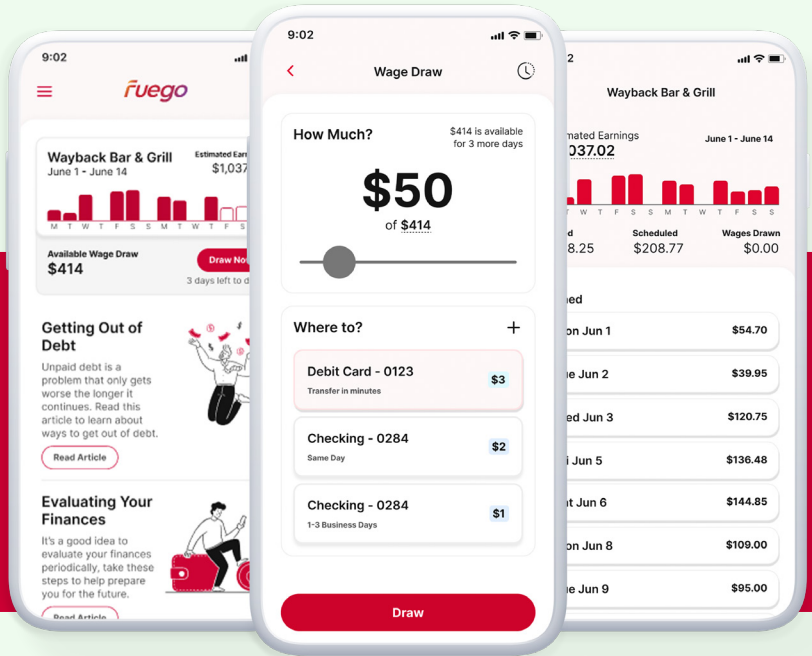 9:02
fuego
Wayback Bar & Grill
June 1 - June 14
Estimated
$1,037
M T W T F S S M T W T F S
Available Wage Draw
$414
Draw
3 days left to
Getting Out of
Debt
Unpaid debt is a
problem that only gets
worse the longer it
continues. Read this
article to learn about
ways to get out of debt.
Read Article
Evaluating Your
Finances
It's a good idea to
evaluate your finances
periodically, take these
steps to help prepare
you for the future.
Read Article
9:02
Wage Draw
How Much?
$414 is available
for 3 more days
$50
of $414
Where to?
+
Debit Card - 0123
Transfer in minutes
$3
Checking - 0284
Same Day
$2
Checking - 0284
1-3 Business Days
$1
Draw
2
Wayback Bar & Grill
Earnings
037.02
June 1 - June 14
T W T F S S M T W T F S S
Scheduled
Wages Drawn
8.25
$208.77
$0.00
Jun 1
$54.70
Jun 2
$39.95
Jun 3
$120.75
Jun 5
$136.48
Jun 6
$144.85
Jun 8
$109.00
Jun 9
$95.00